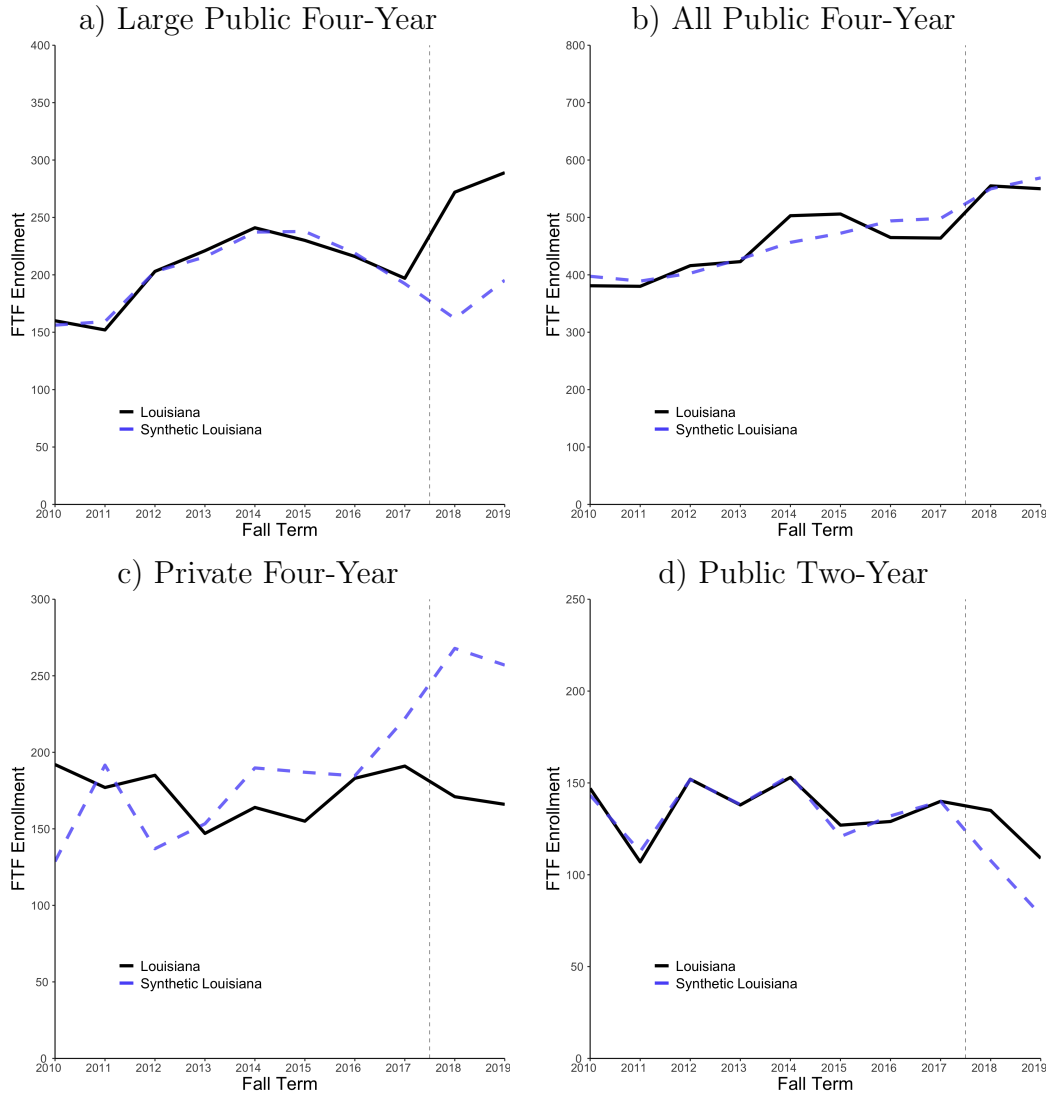 a) Large Public Four-Year
400
350
300
250
200
150
100
50
0
FTF Enrollment
Louisiana
Synthetic Louisiana
2010 2011 2012 2013 2014 2015 2016 2017 2018 2019
Fall Term
b) All Public Four-Year
800
700
600
500
400
300
200
100
0
FTF Enrollment
Louisiana
Synthetic Louisiana
2010 2011 2012 2013 2014 2015 2016 2017 2018 2019
Fall Term
c) Private Four-Year
300
250
200
150
100
50
0
FTF Enrollment
Louisiana
Synthetic Louisiana
2010 2011 2012 2013 2014 2015 2016 2017 2018 2019
Fall Term
d) Public Two-Year
250
200
150
100
50
0
FTF Enrollment
Louisiana
Synthetic Louisiana
2010 2011 2012 2013 2014 2015 2016 2017 2018 2019
Fall Term